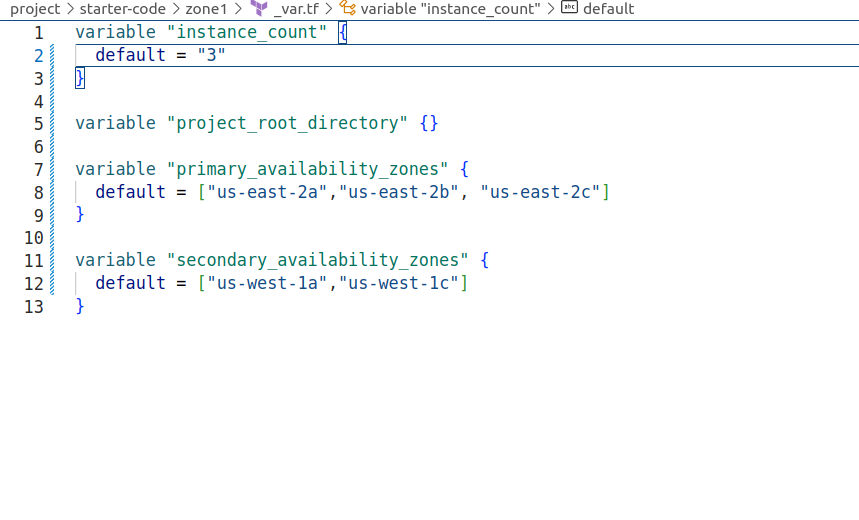 project > starter-code > zone1 > _var.tf > variable "instance_count" > abc default
1 variable "instance_count" {
2   default = "3"
3 }
4
5 variable "project_root_directory" {}
6
7 variable "primary_availability_zones" {
8   default = ["us-east-2a","us-east-2b", "us-east-2c"]
9 }
10
11 variable "secondary_availability_zones" {
12   default = ["us-west-1a","us-west-1c"]
13 }